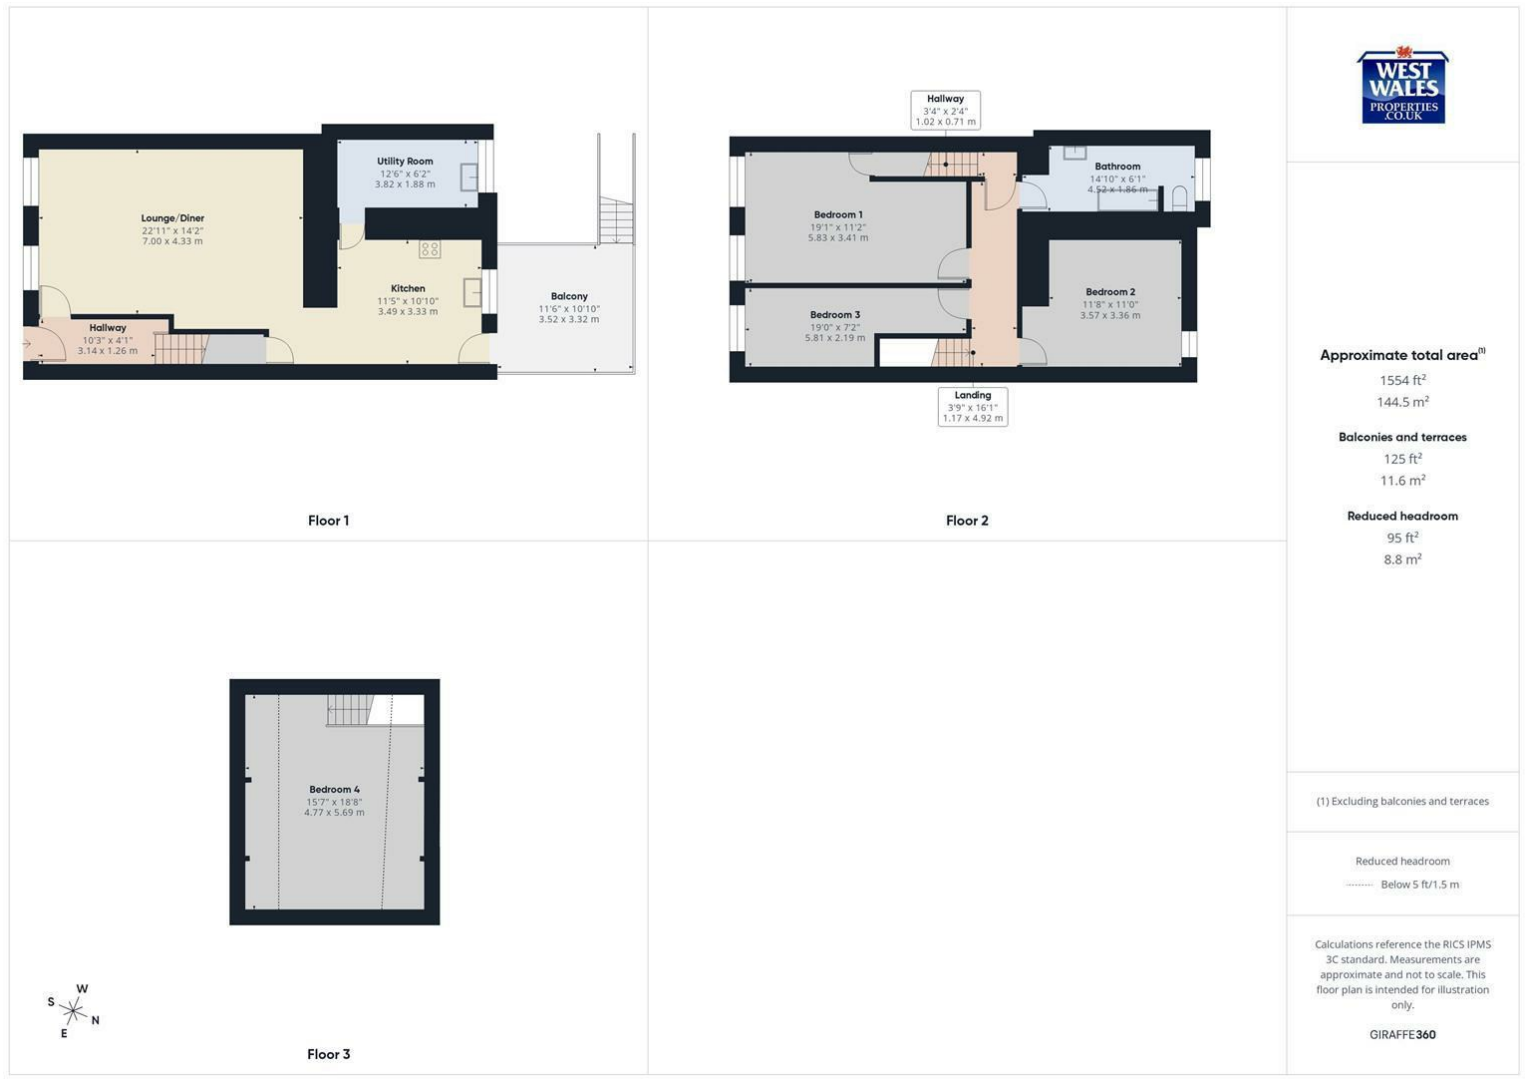 Utility Room
12'6" x 6'2"
3.82 x 1.88 m
Lounge/Diner
22'11" x 14'2"
7.00 x 4.33 m
Kitchen
11'5" x 10'10"
3.49 x 3.33 m
Balcony
11'6" x 10'10"
3.52 x 3.32 m
Hallway
10'3" x 4'1"
3.14 x 1.26 m
Floor 1
Hallway
3'4" x 2'4"
1.02 x 0.71 m
Bathroom
14'10" x 6'1"
4.52 x 1.86 m
Bedroom 1
19'1" x 11'2"
5.83 x 3.41 m
Bedroom 2
11'8" x 11'0"
3.57 x 3.36 m
Bedroom 3
19'0" x 7'2"
5.81 x 2.19 m
Landing
3'9" x 16'1"
1.17 x 4.92 m
Floor 2
Bedroom 4
15'7" x 18'8"
4.77 x 5.69 m
W
S
N
E
Floor 3
WEST
WALES
PROPERTIES
.CO.UK
Approximate total area(1)
1554 ft²
144.5 m²
Balconies and terraces
125 ft²
11.6 m²
Reduced headroom
95 ft²
8.8 m²
(1) Excluding balconies and terraces
Reduced headroom
Below 5 ft/1.5 m
Calculations reference the RICS IPMS
3C standard. Measurements are
approximate and not to scale. This
floor plan is intended for illustration
only.
GIRAFFE360